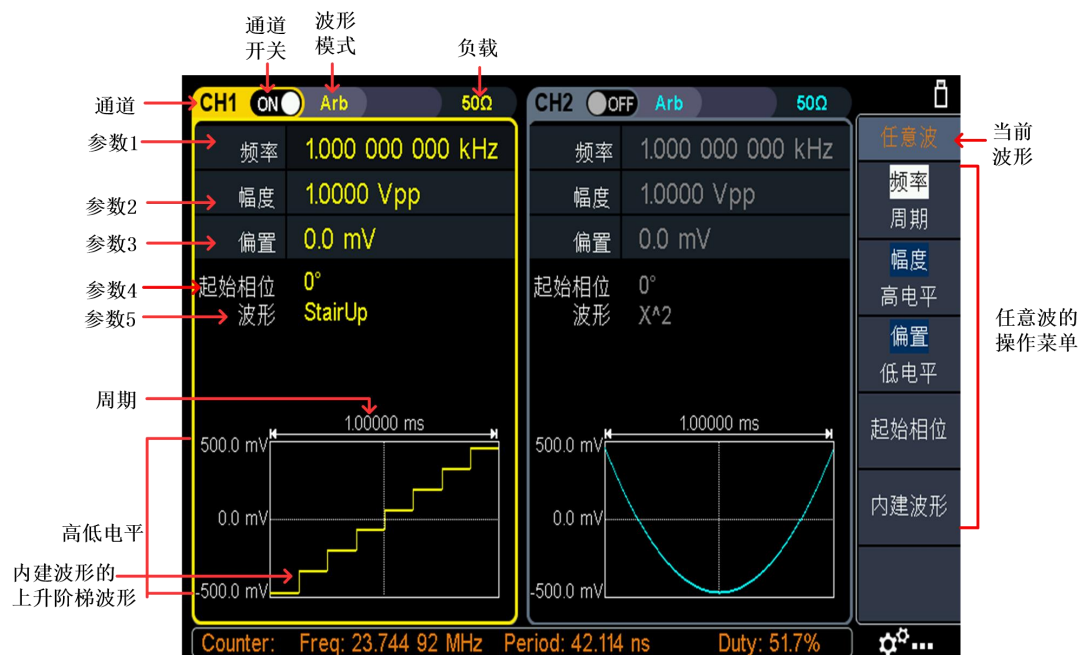 通道
开关
波形
模式
负载
通道
CH1 ON Arb 50Ω
CH2 OFF Arb 50Ω
参数1
频率 1.000 000 000 kHz
频率 1.000 000 000 kHz
任意波
当前
波形
参数2
幅度 1.0000 Vpp
幅度 1.0000 Vpp
频率
周期
参数3
偏置 0.0 mV
偏置 0.0 mV
幅度
高电平
参数4
起始相位 0°
起始相位 0°
参数5
波形 StairUp
波形 X^2
偏置
低电平
任意波的
操作菜单
周期
1.00000 ms
1.00000 ms
起始相位
500.0 mV
500.0 mV
内建波形
0.0 mV
0.0 mV
高低电平
内建波形的
上升阶梯波形
-500.0 mV
-500.0 mV
Counter: Freq: 23.744 92 MHz Period: 42.114 ns Duty: 51.7%